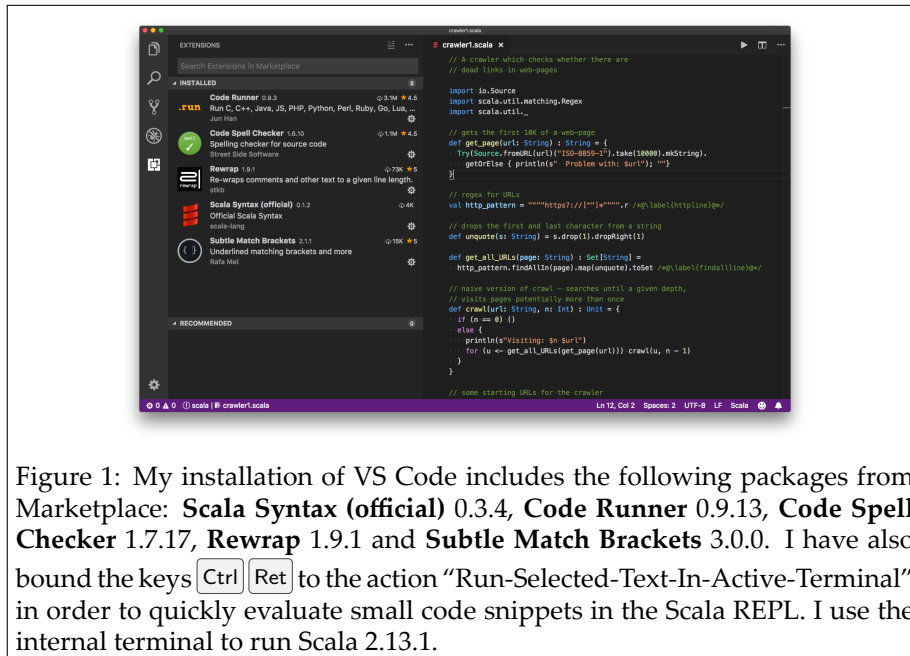 crawler1.scala
EXTENSIONS
Search Extensions in Marketplace
INSTALLED 5
Code Runner 0.9.3 3.1M ★4.5
Run C, C++, Java, JS, PHP, Python, Perl, Ruby, Go, Lua, ...
Jun Han
.run
Code Spell Checker 1.6.10 1.1M ★4.5
Spelling checker for source code
Street Side Software
Rewrap 1.9.1 73K ★5
Re-wraps comments and other text to a given line length.
stkb
rewrap
Scala Syntax (official) 0.1.2 4K
Official Scala Syntax
scala-lang
Subtle Match Brackets 2.1.1 16K ★5
Underlined matching brackets and more
Rafa Mel
RECOMMENDED 0
crawler1.scala ×
// A crawler which checks whether there are
// dead links in web-pages
import io.Source
import scala.util.matching.Regex
import scala.util._
// gets the first 10K of a web-page
def get_page(url: String) : String = {
Try(Source.fromURL(url)("ISO-8859-1").take(10000).mkString).
getOrElse { println(s" Problem with: $url"); ""}
}
// regex for URLs
val http_pattern = """"https?://[^"]*"""".r /*@\label{httpline}@*/
// drops the first and last character from a string
def unquote(s: String) = s.drop(1).dropRight(1)
def get_all_URLs(page: String) : Set[String] =
http_pattern.findAllIn(page).map(unquote).toSet /*@\label{findallline}@*/
// naive version of crawl - searches until a given depth,
// visits pages potentially more than once
def crawl(url: String, n: Int) : Unit = {
if (n == 0) ()
else {
println(s"Visiting: $n $url")
for (u <- get_all_URLs(get_page(url))) crawl(u, n - 1)
}
}
// some starting URLs for the crawler
0 0 scala | crawler1.scala Ln 12, Col 2 Spaces: 2 UTF-8 LF Scala
Figure 1: My installation of VS Code includes the following packages from
Marketplace: Scala Syntax (official) 0.3.4, Code Runner 0.9.13, Code Spell
Checker 1.7.17, Rewrap 1.9.1 and Subtle Match Brackets 3.0.0. I have also
bound the keys Ctrl Ret to the action “Run-Selected-Text-In-Active-Terminal”
in order to quickly evaluate small code snippets in the Scala REPL. I use the
internal terminal to run Scala 2.13.1.